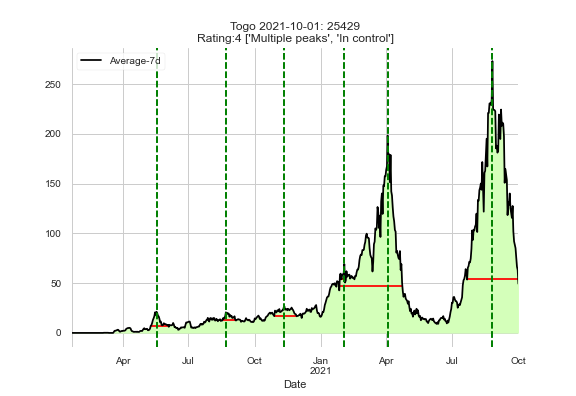 Togo 2021-10-01: 25429
Rating:4 ['Multiple peaks', 'In control']
Average-7d
250
200
150
100
50
0
Apr Jul Oct Jan Apr Jul Oct
2021
Date